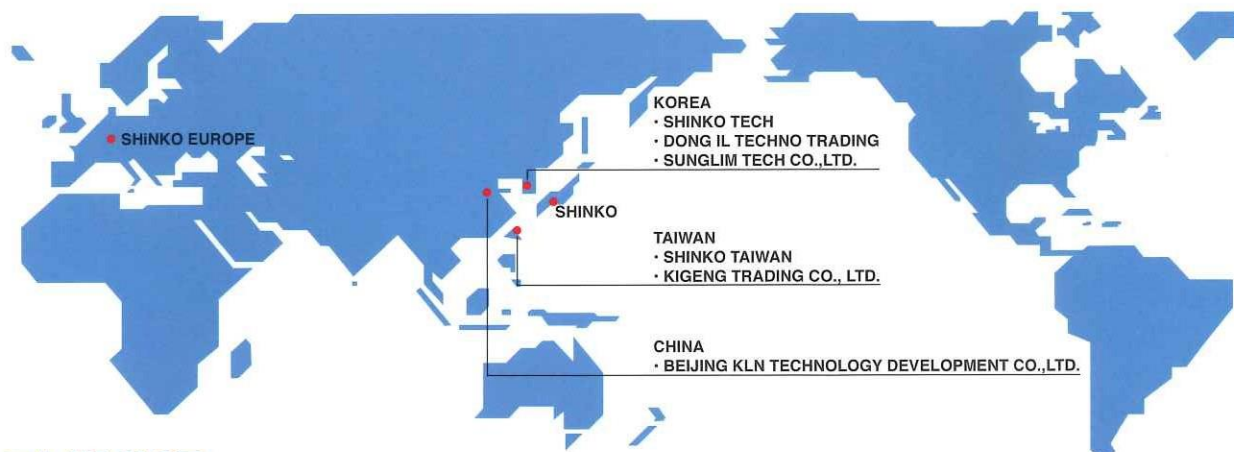 SHiNKO EUROPE
KOREA
・SHINKO TECH
・DONG IL TECHNO TRADING
・SUNGLIM TECH CO.,LTD.
SHINKO
TAIWAN
・SHINKO TAIWAN
・KIGENG TRADING CO., LTD.
CHINA
・BEIJING KLN TECHNOLOGY DEVELOPMENT CO.,LTD.